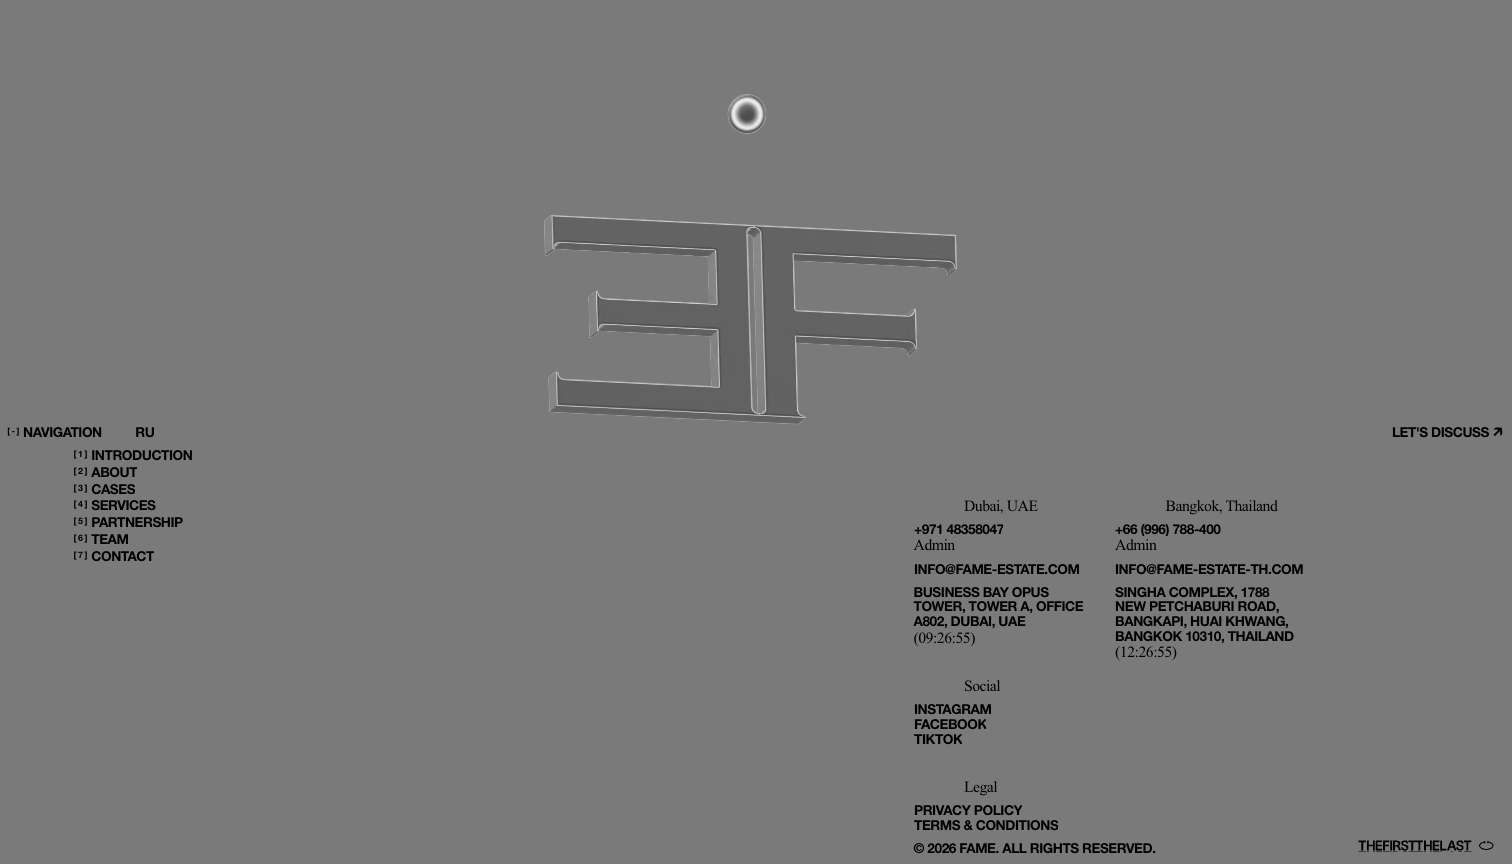 [-] NAVIGATION
RU
LET'S DISCUSS
[1] INTRODUCTION
[2] ABOUT
[3] CASES
[4] SERVICES
[5] PARTNERSHIP
[6] TEAM
[7] CONTACT
Dubai, UAE
+971 48358047
Admin
INFO@FAME-ESTATE.COM
BUSINESS BAY OPUS
TOWER, TOWER A, OFFICE
A802, DUBAI, UAE
(09:26:55)
Bangkok, Thailand
+66 (996) 788-400
Admin
INFO@FAME-ESTATE-TH.COM
SINGHA COMPLEX, 1788
NEW PETCHABURI ROAD,
BANGKAPI, HUAI KHWANG,
BANGKOK 10310, THAILAND
(12:26:55)
Social
INSTAGRAM
FACEBOOK
TIKTOK
Legal
PRIVACY POLICY
TERMS & CONDITIONS
© 2026 FAME. ALL RIGHTS RESERVED.
THEFIRSTTHELAST